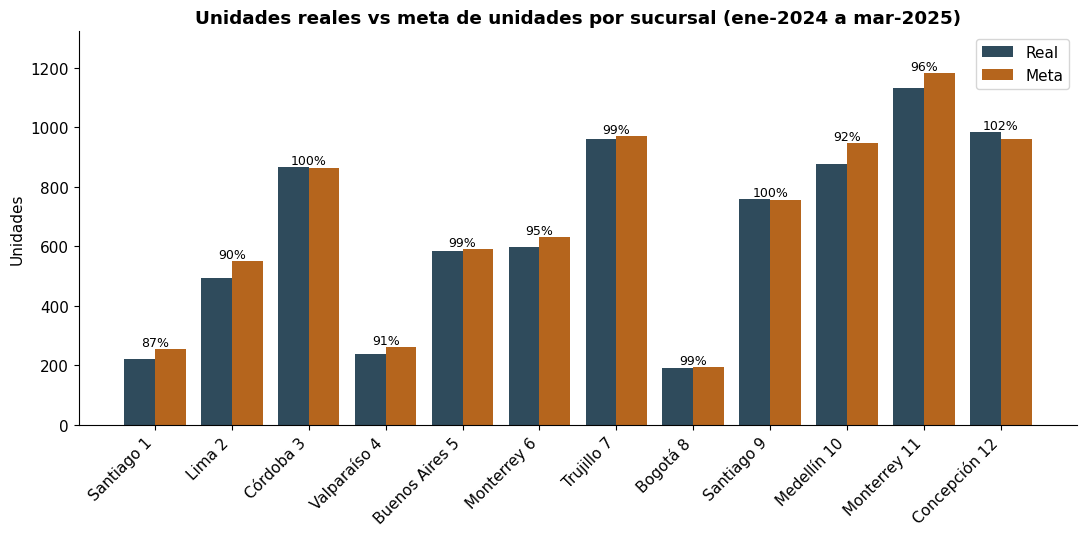 Unidades reales vs meta de unidades por sucursal (ene-2024 a mar-2025)
Real
Meta
Unidades
1200
1000
800
600
400
200
0
87%
90%
100%
91%
99%
95%
99%
99%
100%
92%
96%
102%
Santiago 1
Lima 2
Córdoba 3
Valparaíso 4
Buenos Aires 5
Monterrey 6
Trujillo 7
Bogotá 8
Santiago 9
Medellín 10
Monterrey 11
Concepción 12